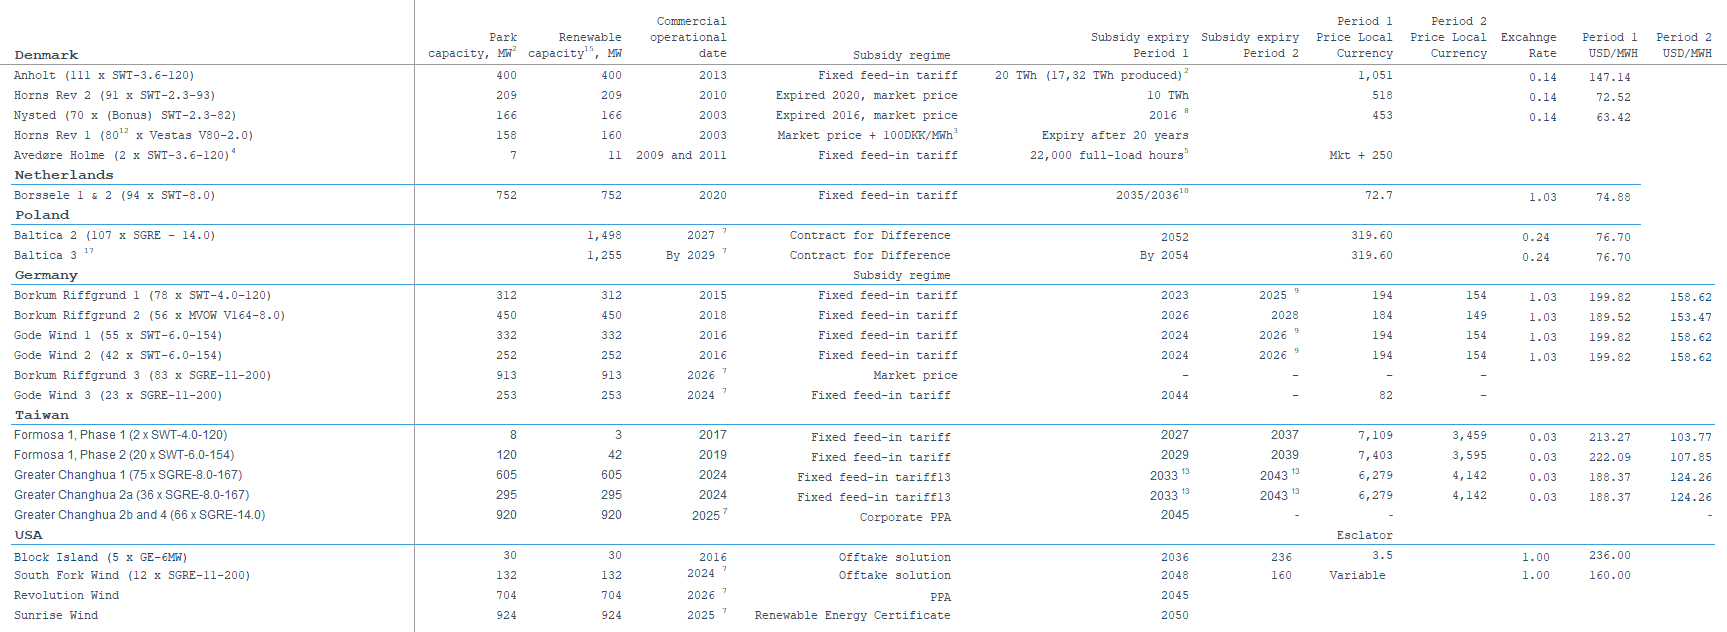 Commercial Period 1 Period 2
Park Renewable operational Subsidy expiry Subsidy expiry Price Local Price Local Excahnge Period 1 Period 2
Denmark capacity, MW2 capacity15, MW date Subsidy regime Period 1 Period 2 Currency Currency Rate USD/MWH USD/MWH
Anholt (111 x SWT-3.6-120) 400 400 2013 Fixed feed-in tariff 20 TWh (17,32 TWh produced)2 1,051 0.14 147.14
Horns Rev 2 (91 x SWT-2.3-93) 209 209 2010 Expired 2020, market price 10 TWh 518 0.14 72.52
Nysted (70 x (Bonus) SWT-2.3-82) 166 166 2003 Expired 2016, market price 2016 8 453 0.14 63.42
Horns Rev 1 (8012 x Vestas V80-2.0) 158 160 2003 Market price + 100DKK/MWh3 Expiry after 20 years
Avedøre Holme (2 x SWT-3.6-120)4 7 11 2009 and 2011 Fixed feed-in tariff 22,000 full-load hours5 Mkt + 250
Netherlands
Borssele 1 & 2 (94 x SWT-8.0) 752 752 2020 Fixed feed-in tariff 2035/203610 72.7 1.03 74.88
Poland
Baltica 2 (107 x SGRE - 14.0) 1,498 2027 7 Contract for Difference 2052 319.60 0.24 76.70
Baltica 3 17 1,255 By 2029 7 Contract for Difference By 2054 319.60 0.24 76.70
Germany Subsidy regime
Borkum Riffgrund 1 (78 x SWT-4.0-120) 312 312 2015 Fixed feed-in tariff 2023 2025 9 194 154 1.03 199.82 158.62
Borkum Riffgrund 2 (56 x MVOW V164-8.0) 450 450 2018 Fixed feed-in tariff 2026 2028 184 149 1.03 189.52 153.47
Gode Wind 1 (55 x SWT-6.0-154) 332 332 2016 Fixed feed-in tariff 2024 2026 9 194 154 1.03 199.82 158.62
Gode Wind 2 (42 x SWT-6.0-154) 252 252 2016 Fixed feed-in tariff 2024 2026 9 194 154 1.03 199.82 158.62
Borkum Riffgrund 3 (83 x SGRE-11-200) 913 913 2026 7 Market price - - - -
Gode Wind 3 (23 x SGRE-11-200) 253 253 2024 7 Fixed feed-in tariff 2044 - 82 -
Taiwan
Formosa 1, Phase 1 (2 x SWT-4.0-120) 8 3 2017 Fixed feed-in tariff 2027 2037 7,109 3,459 0.03 213.27 103.77
Formosa 1, Phase 2 (20 x SWT-6.0-154) 120 42 2019 Fixed feed-in tariff 2029 2039 7,403 3,595 0.03 222.09 107.85
Greater Changhua 1 (75 x SGRE-8.0-167) 605 605 2024 Fixed feed-in tariff13 2033 13 2043 13 6,279 4,142 0.03 188.37 124.26
Greater Changhua 2a (36 x SGRE-8.0-167) 295 295 2024 Fixed feed-in tariff13 2033 13 2043 13 6,279 4,142 0.03 188.37 124.26
Greater Changhua 2b and 4 (66 x SGRE-14.0) 920 920 2025 7 Corporate PPA 2045 - - - -
USA Esclator
Block Island (5 x GE-6MW) 30 30 2016 Offtake solution 2036 236 3.5 1.00 236.00
South Fork Wind (12 x SGRE-11-200) 132 132 2024 7 Offtake solution 2048 160 Variable 1.00 160.00
Revolution Wind 704 704 2026 7 PPA 2045
Sunrise Wind 924 924 2025 7 Renewable Energy Certificate 2050